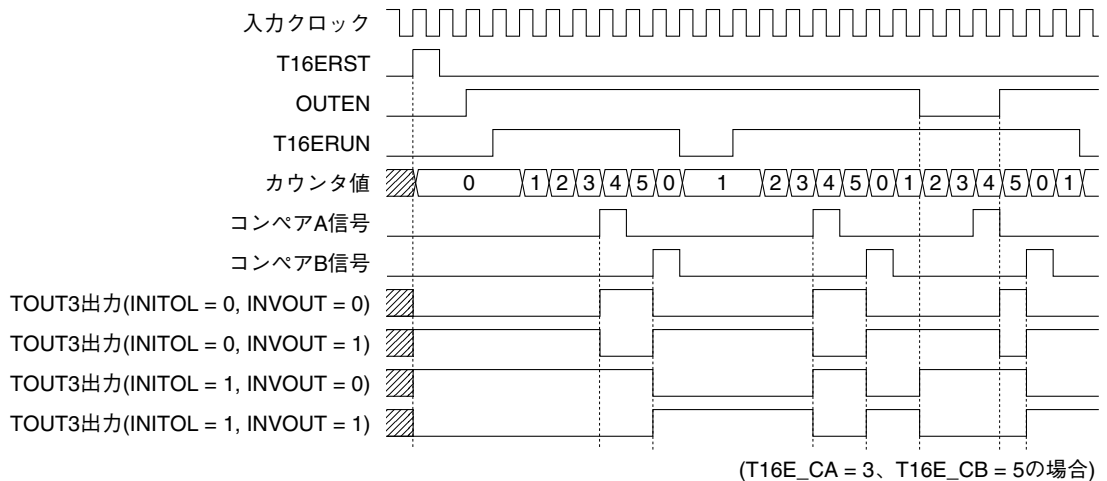 入力クロック
T16ERST
OUTEN
T16ERUN
カウンタ値 0 1 2 3 4 5 0 1 2 3 4 5 0 1 2 3 4 5 0 1
コンペアA信号
コンペアB信号
TOUT3出力(INITOL = 0, INVOUT = 0)
TOUT3出力(INITOL = 0, INVOUT = 1)
TOUT3出力(INITOL = 1, INVOUT = 0)
TOUT3出力(INITOL = 1, INVOUT = 1)
(T16E_CA = 3、T16E_CB = 5の場合)